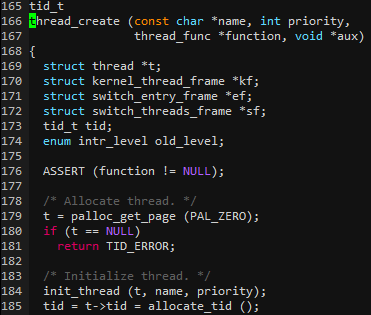 165 tid_t
166 thread_create (const char *name, int priority,
167                thread_func *function, void *aux)
168 {
169   struct thread *t;
170   struct kernel_thread_frame *kf;
171   struct switch_entry_frame *ef;
172   struct switch_threads_frame *sf;
173   tid_t tid;
174   enum intr_level old_level;
175
176   ASSERT (function != NULL);
177
178   /* Allocate thread. */
179   t = palloc_get_page (PAL_ZERO);
180   if (t == NULL)
181     return TID_ERROR;
182
183   /* Initialize thread. */
184   init_thread (t, name, priority);
185   tid = t->tid = allocate_tid ();